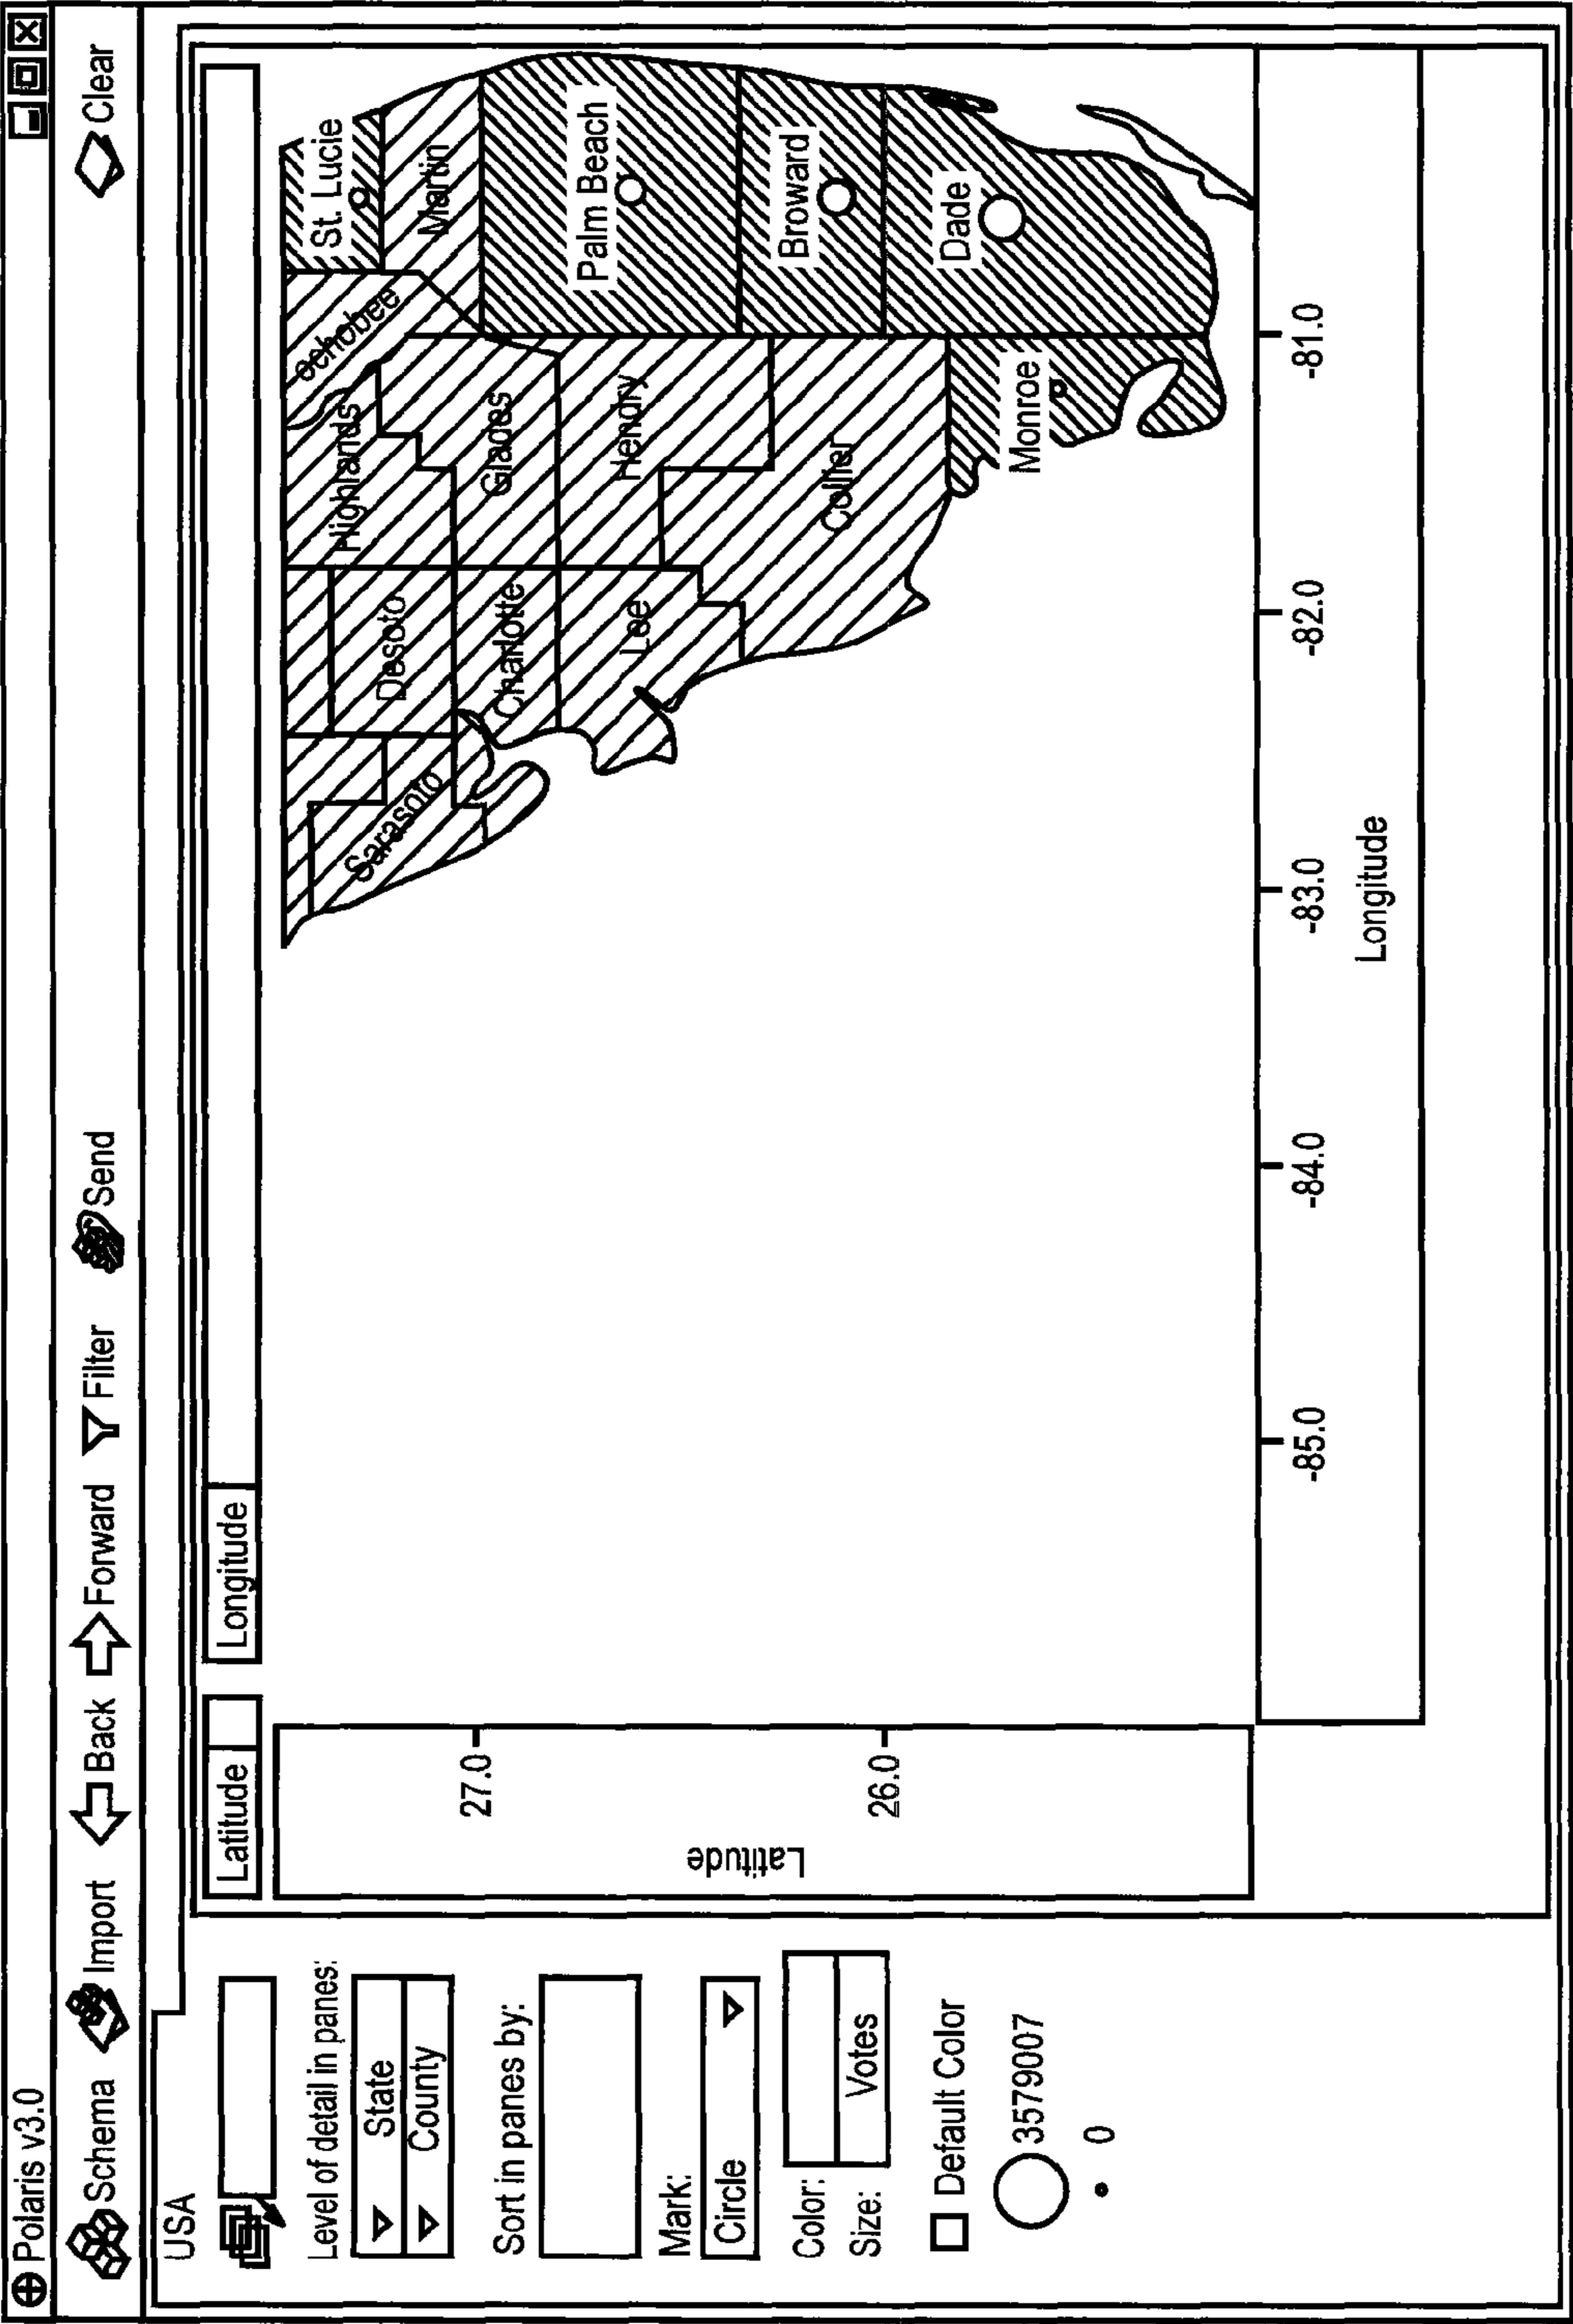 Polaris v3.0
Schema Import Back Forward Filter Send Clear
USA
Level of detail in panes:
State
County
Sort in panes by:
Mark:
Circle
Color:
Size: Votes
Default Color
3579007
0
Latitude
Longitude
Latitude
27.0
26.0
St. Lucie
Martin
ochobee
Highlands
Desoto
Sarasoto
Glades
Charlotte
Palm Beach
Hendry
Lee
Broward
Collier
Dade
Monroe
-85.0 -84.0 -83.0 -82.0 -81.0
Longitude